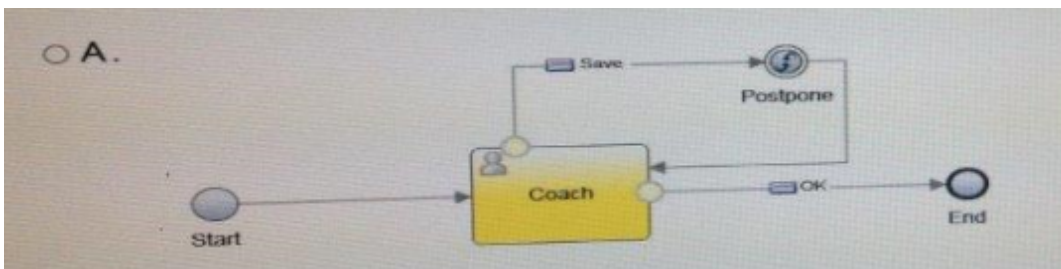 A.
Save
Postpone
Coach
OK
End
Start